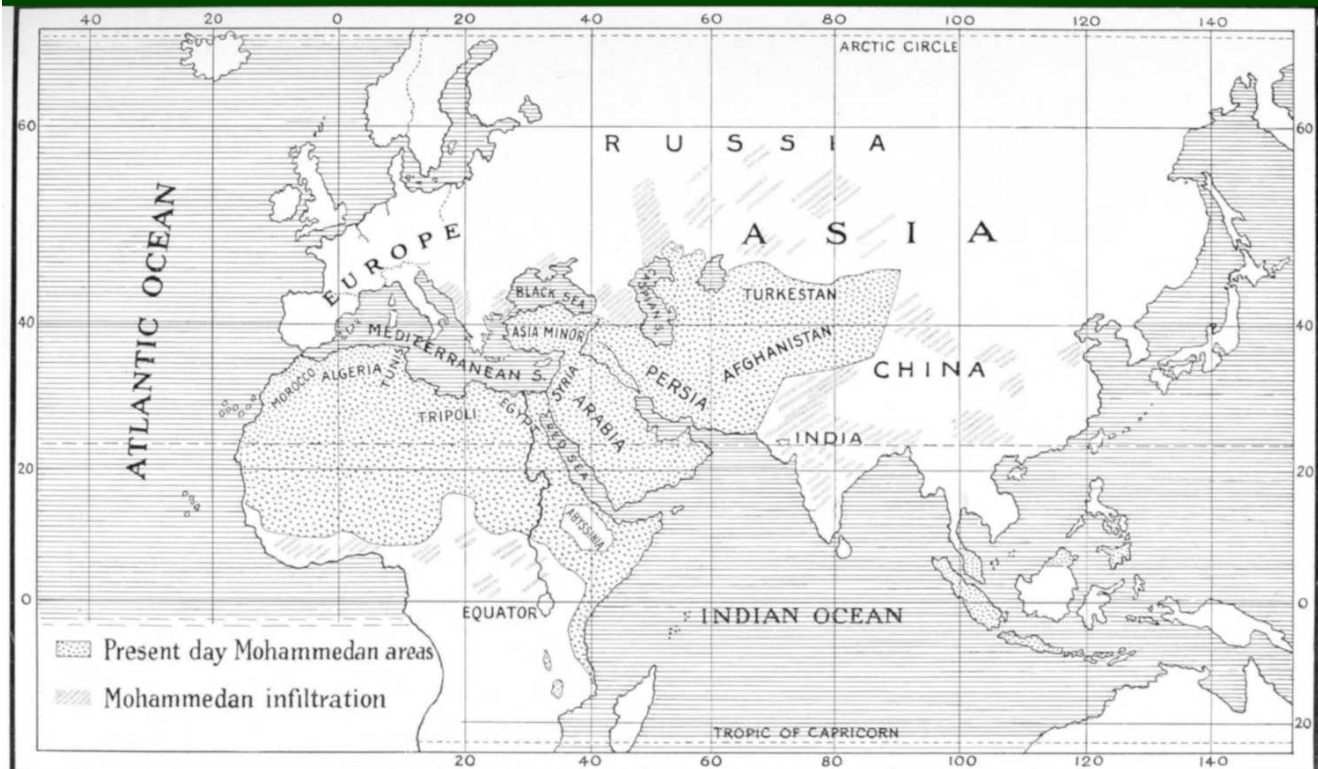 40 20 0 20 40 60 80 100 120 140
ARCTIC CIRCLE
60 60
RUSSIA
ASIA
EUROPE
ATLANTIC OCEAN
BLACK SEA
CASPIAN S.
TURKESTAN
40 40
ASIA MINOR
MEDITERRANEAN S.
AFGHANISTAN
CHINA
PERSIA
SYRIA
MOROCCO
ALGERIA
TUNIS
TRIPOLI
EGYPT
ARABIA
RED SEA
INDIA
20 20
ABYSSINIA
0 0
EQUATOR
INDIAN OCEAN
Present day Mohammedan areas
Mohammedan infiltration
TROPIC OF CAPRICORN
20
20 40 60 80 100 120 140